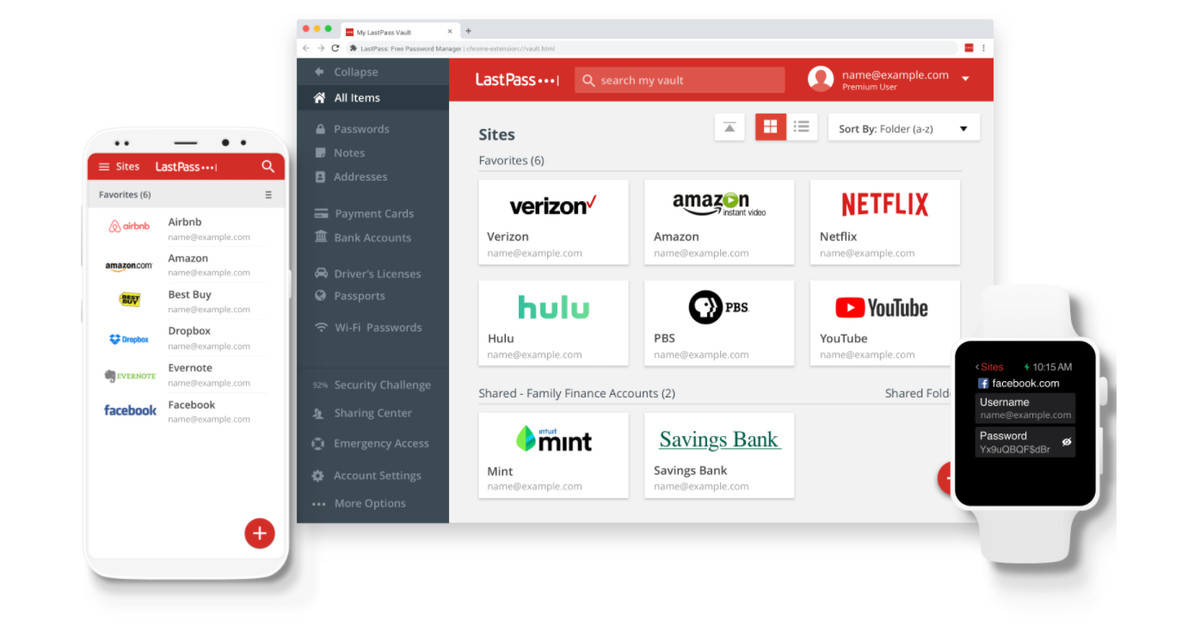 My LastPass Vault
LastPass: Free Password Manager | chrome-extension://vault.html
Collapse
All Items
Passwords
Notes
Addresses
Payment Cards
Bank Accounts
Driver's Licenses
Passports
Wi-Fi Passwords
92% Security Challenge
Sharing Center
Emergency Access
Account Settings
More Options
LastPass
search my vault
name@example.com
Premium User
Sites
Sort By: Folder (a-z)
Favorites (6)
verizon
Verizon
name@example.com
amazon
instant video
Amazon
name@example.com
NETFLIX
Netflix
name@example.com
hulu
Hulu
name@example.com
PBS
PBS
name@example.com
YouTube
YouTube
name@example.com
Shared - Family Finance Accounts (2)
Shared Fold
intuit
mint
Mint
name@example.com
Savings Bank
Savings Bank
name@example.com
Sites LastPass
Favorites (6)
airbnb
Airbnb
name@example.com
amazon.com
Amazon
name@example.com
BEST
BUY
Best Buy
name@example.com
Dropbox
Dropbox
name@example.com
EVERNOTE
Evernote
name@example.com
facebook
Facebook
name@example.com
Sites 10:15 AM
facebook.com
Username
name@example.com
Password
Yx9uQBQF$dBr